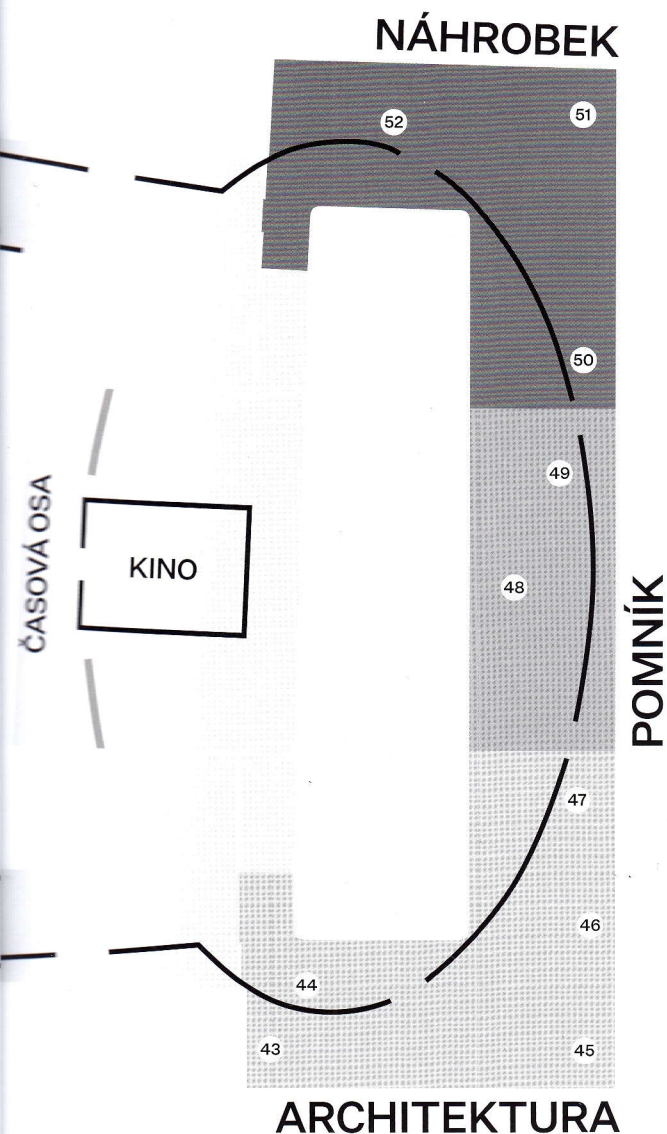 NÁHROBEK
52
51
50
49
ČASOVÁ OSA
KINO
48
POMNÍK
47
46
44
43
45
ARCHITEKTURA